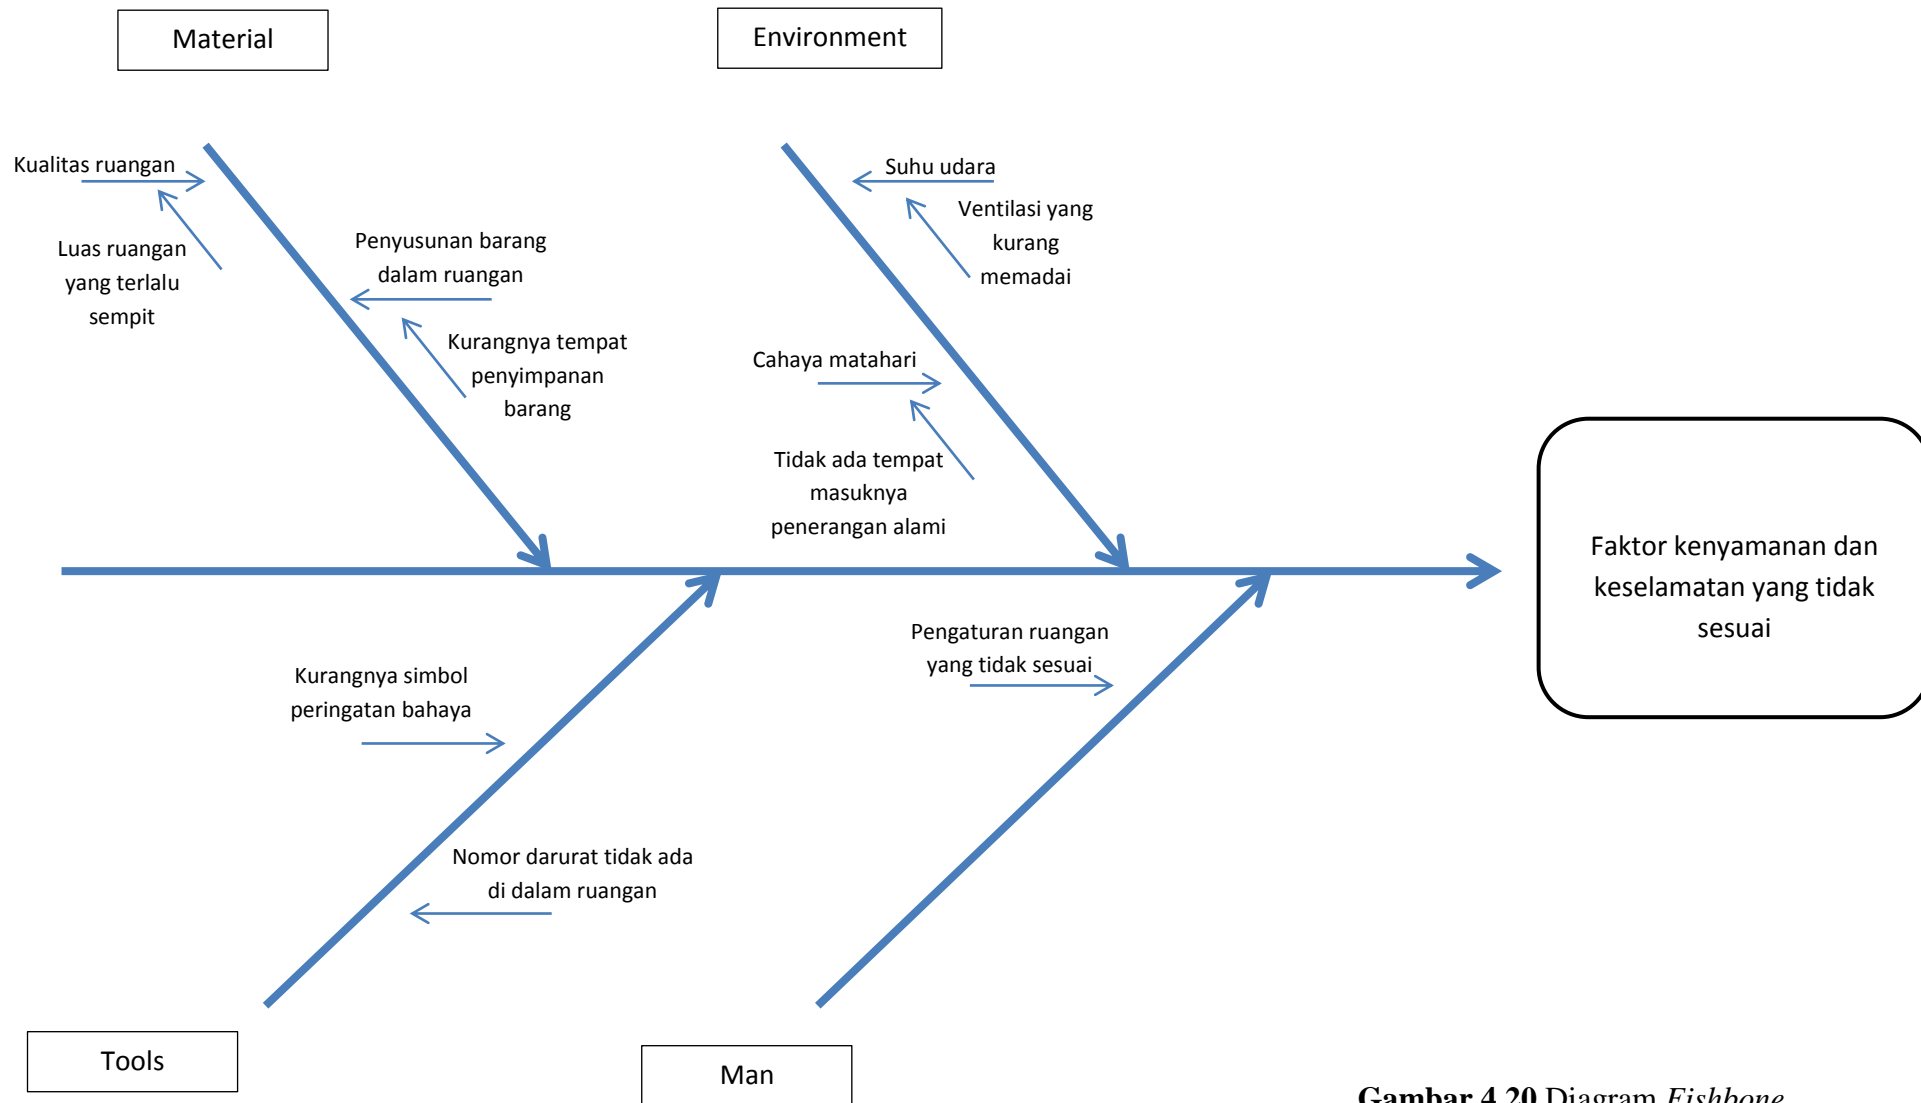 Material
Environment
Kualitas ruangan
Luas ruangan
yang terlalu
sempit
Penyusunan barang
dalam ruangan
Kurangnya tempat
penyimpanan
barang
Suhu udara
Ventilasi yang
kurang
memadai
Cahaya matahari
Tidak ada tempat
masuknya
penerangan alami
Faktor kenyamanan dan
keselamatan yang tidak
sesuai
Kurangnya simbol
peringatan bahaya
Nomor darurat tidak ada
di dalam ruangan
Pengaturan ruangan
yang tidak sesuai
Tools
Man
Gambar 4.20 Diagram Fishbone